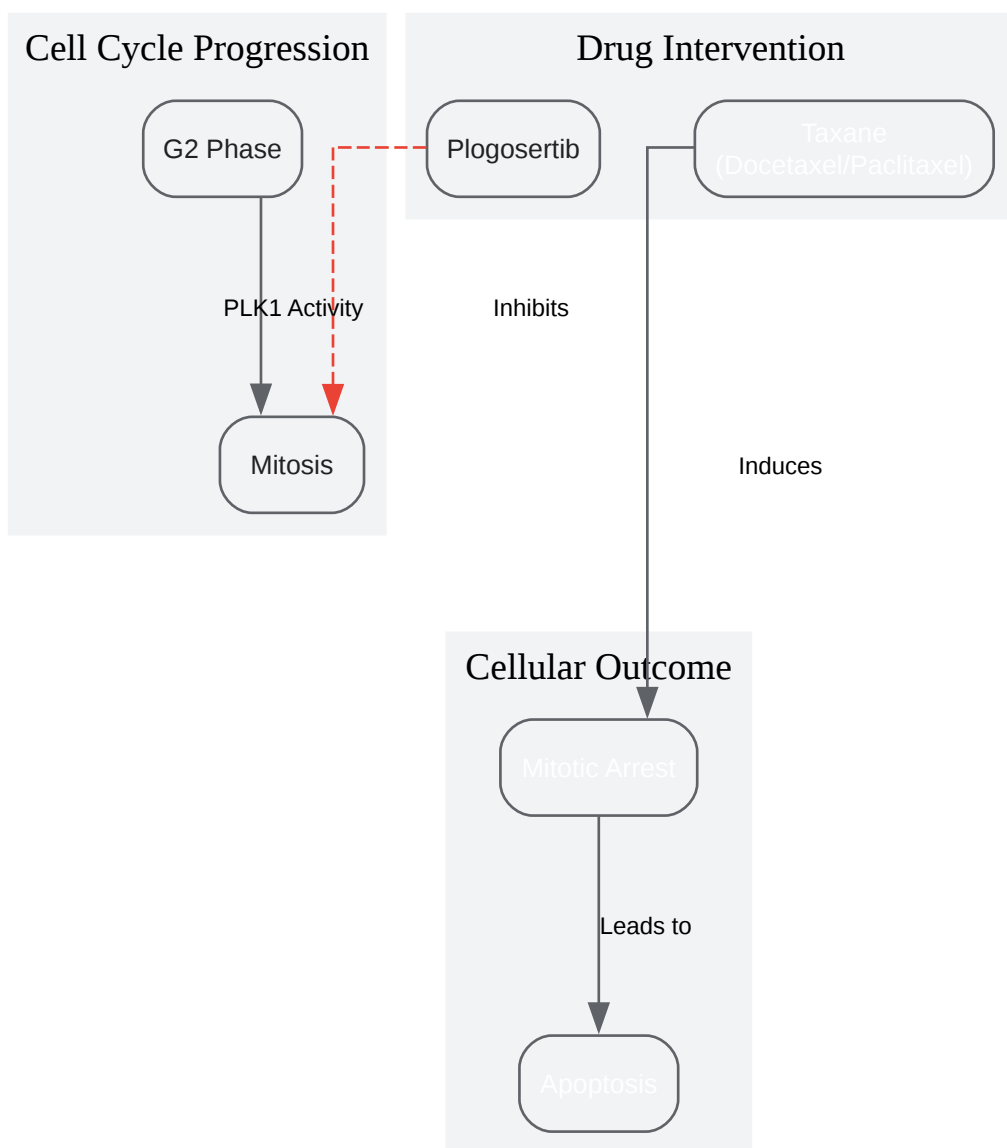 Cell Cycle Progression
Drug Intervention
G2 Phase
Plogosertib
Taxane
(Docetaxel/Paclitaxel)
PLK1 Activity
Inhibits
Mitosis
Induces
Cellular Outcome
Mitotic Arrest
Leads to
Apoptosis